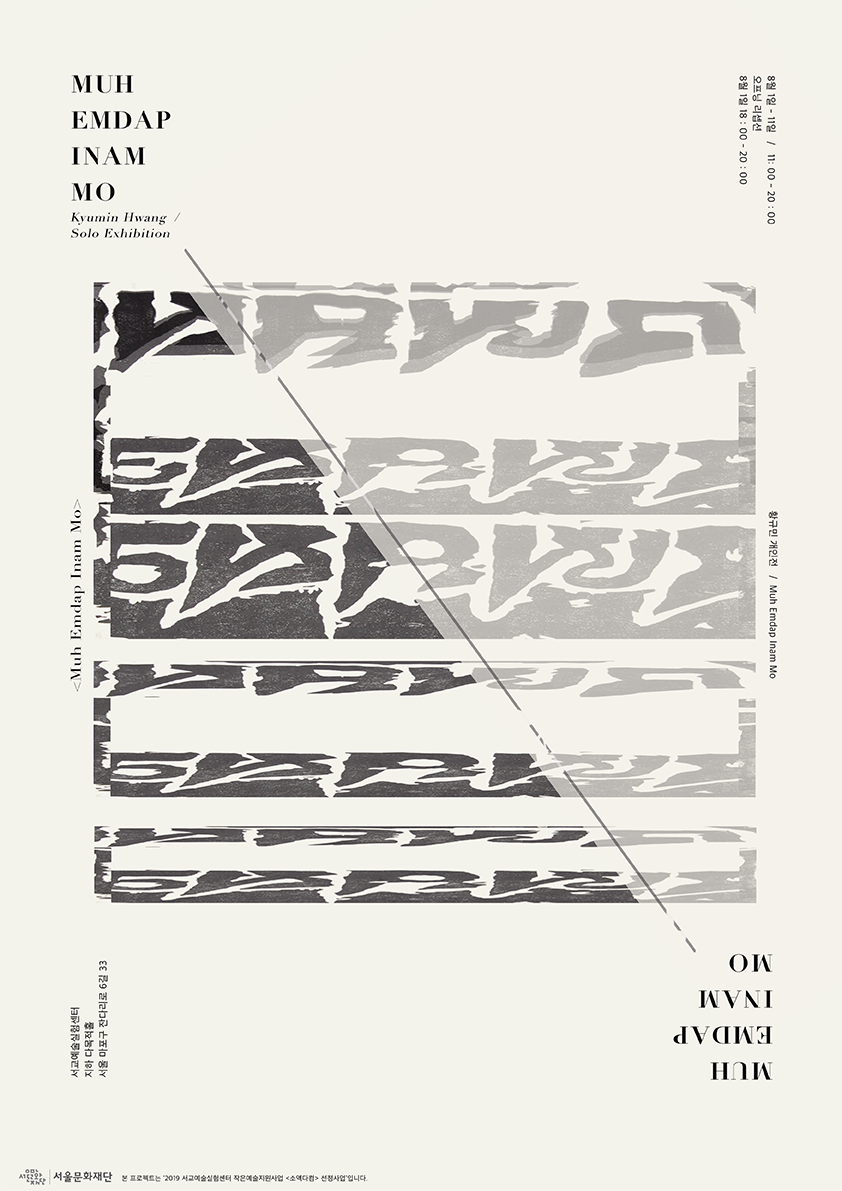 MUH
EMDAP
INAM
MO
Kyumin Hwang /
Solo Exhibition
8월 1일 - 11일 / 11: 00 - 20 : 00
오프닝 리셉션
8월 1일 18 : 00 - 20 : 00
<Muh Emdap Inam Mo>
황규민 개인전 / Muh Emdap Inam Mo
서교예술실험센터
지하 다목적홀
서울 마포구 잔다리로 6길 33
MUH
EMDAP
INAM
MO
서울문화재단
본 프로젝트는 '2019 서교예술실험센터 작은예술지원사업 <소액다컴> 선정사업'입니다.